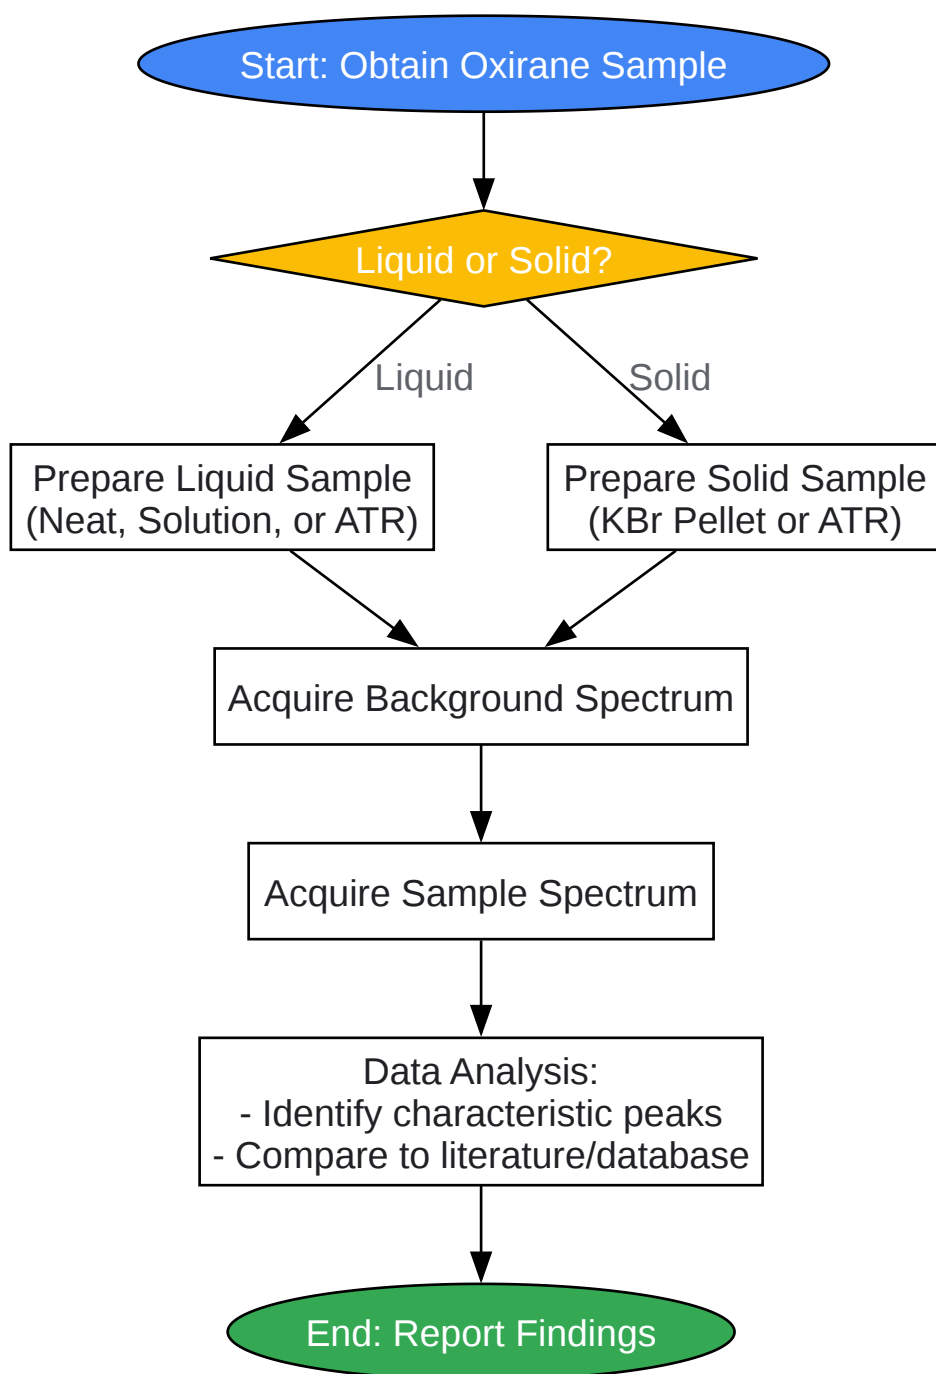 Start: Obtain Oxirane Sample
Liquid or Solid?
Liquid
Solid
Prepare Liquid Sample
(Neat, Solution, or ATR)
Prepare Solid Sample
(KBr Pellet or ATR)
Acquire Background Spectrum
Acquire Sample Spectrum
Data Analysis:
- Identify characteristic peaks
- Compare to literature/database
End: Report Findings